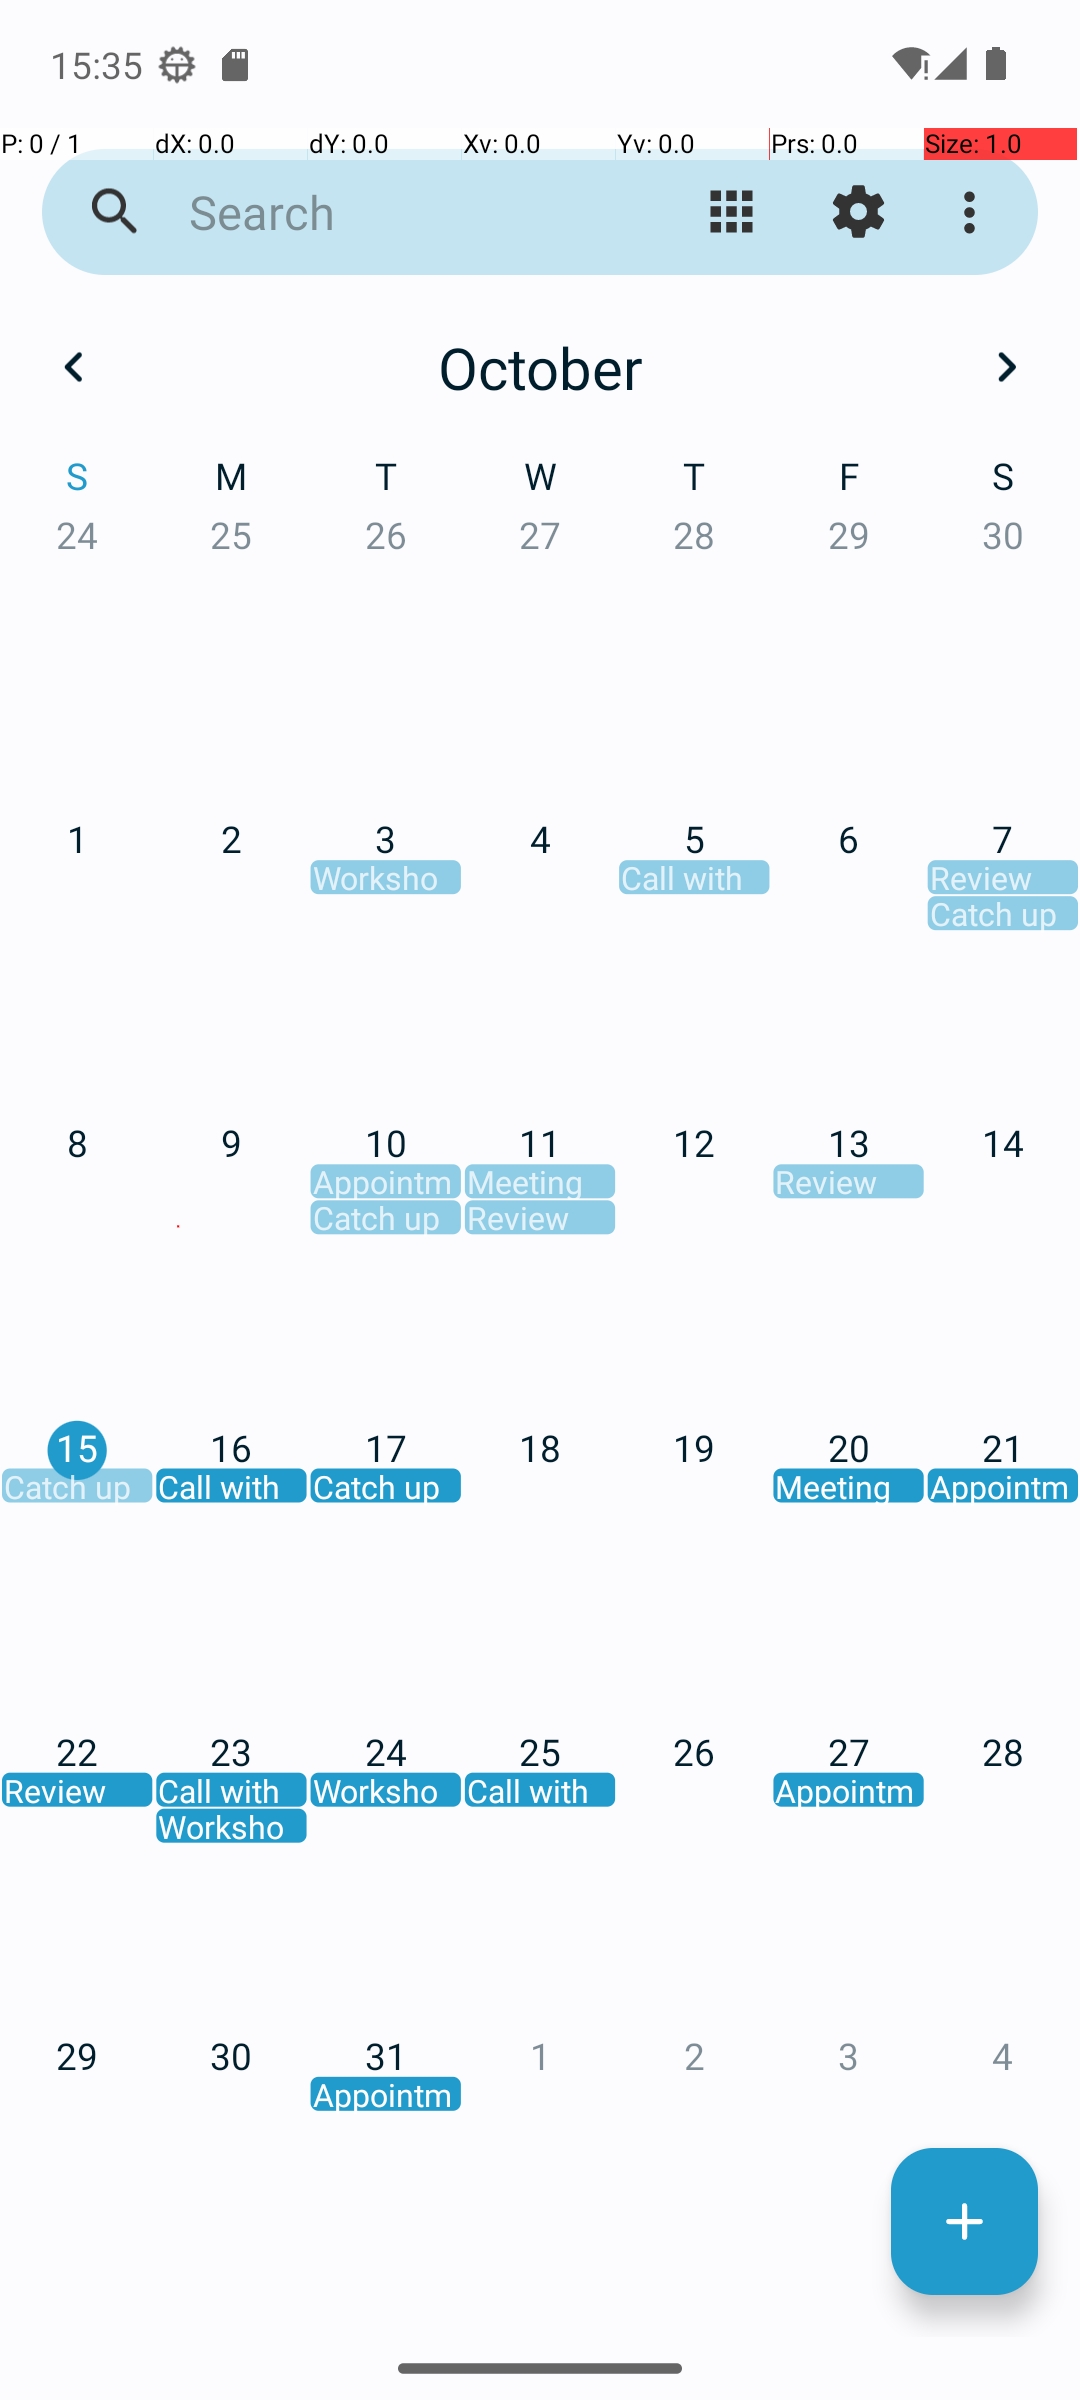 15:35
P: 0 / 1 dX: 0.0 dY: 0.0 Xv: 0.0 Yv: 0.0 Prs: 0.0 Size: 1.0
Search
October
S M T W T F S
24 25 26 27 28 29 30
1 2 3 4 5 6 7
Worksho Call with Review
Catch up
8 9 10 11 12 13 14
Appointm Meeting Review
Catch up Review
15 16 17 18 19 20 21
Catch up Call with Catch up Meeting Appointm
22 23 24 25 26 27 28
Review Call with Worksho Call with Appointm
Worksho
29 30 31 1 2 3 4
Appointm